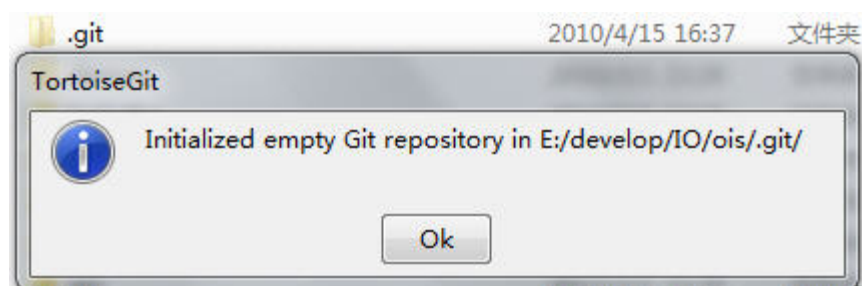 .git 2010/4/15 16:37 文件夹
TortoiseGit
Initialized empty Git repository in E:/develop/IO/ois/.git/
Ok